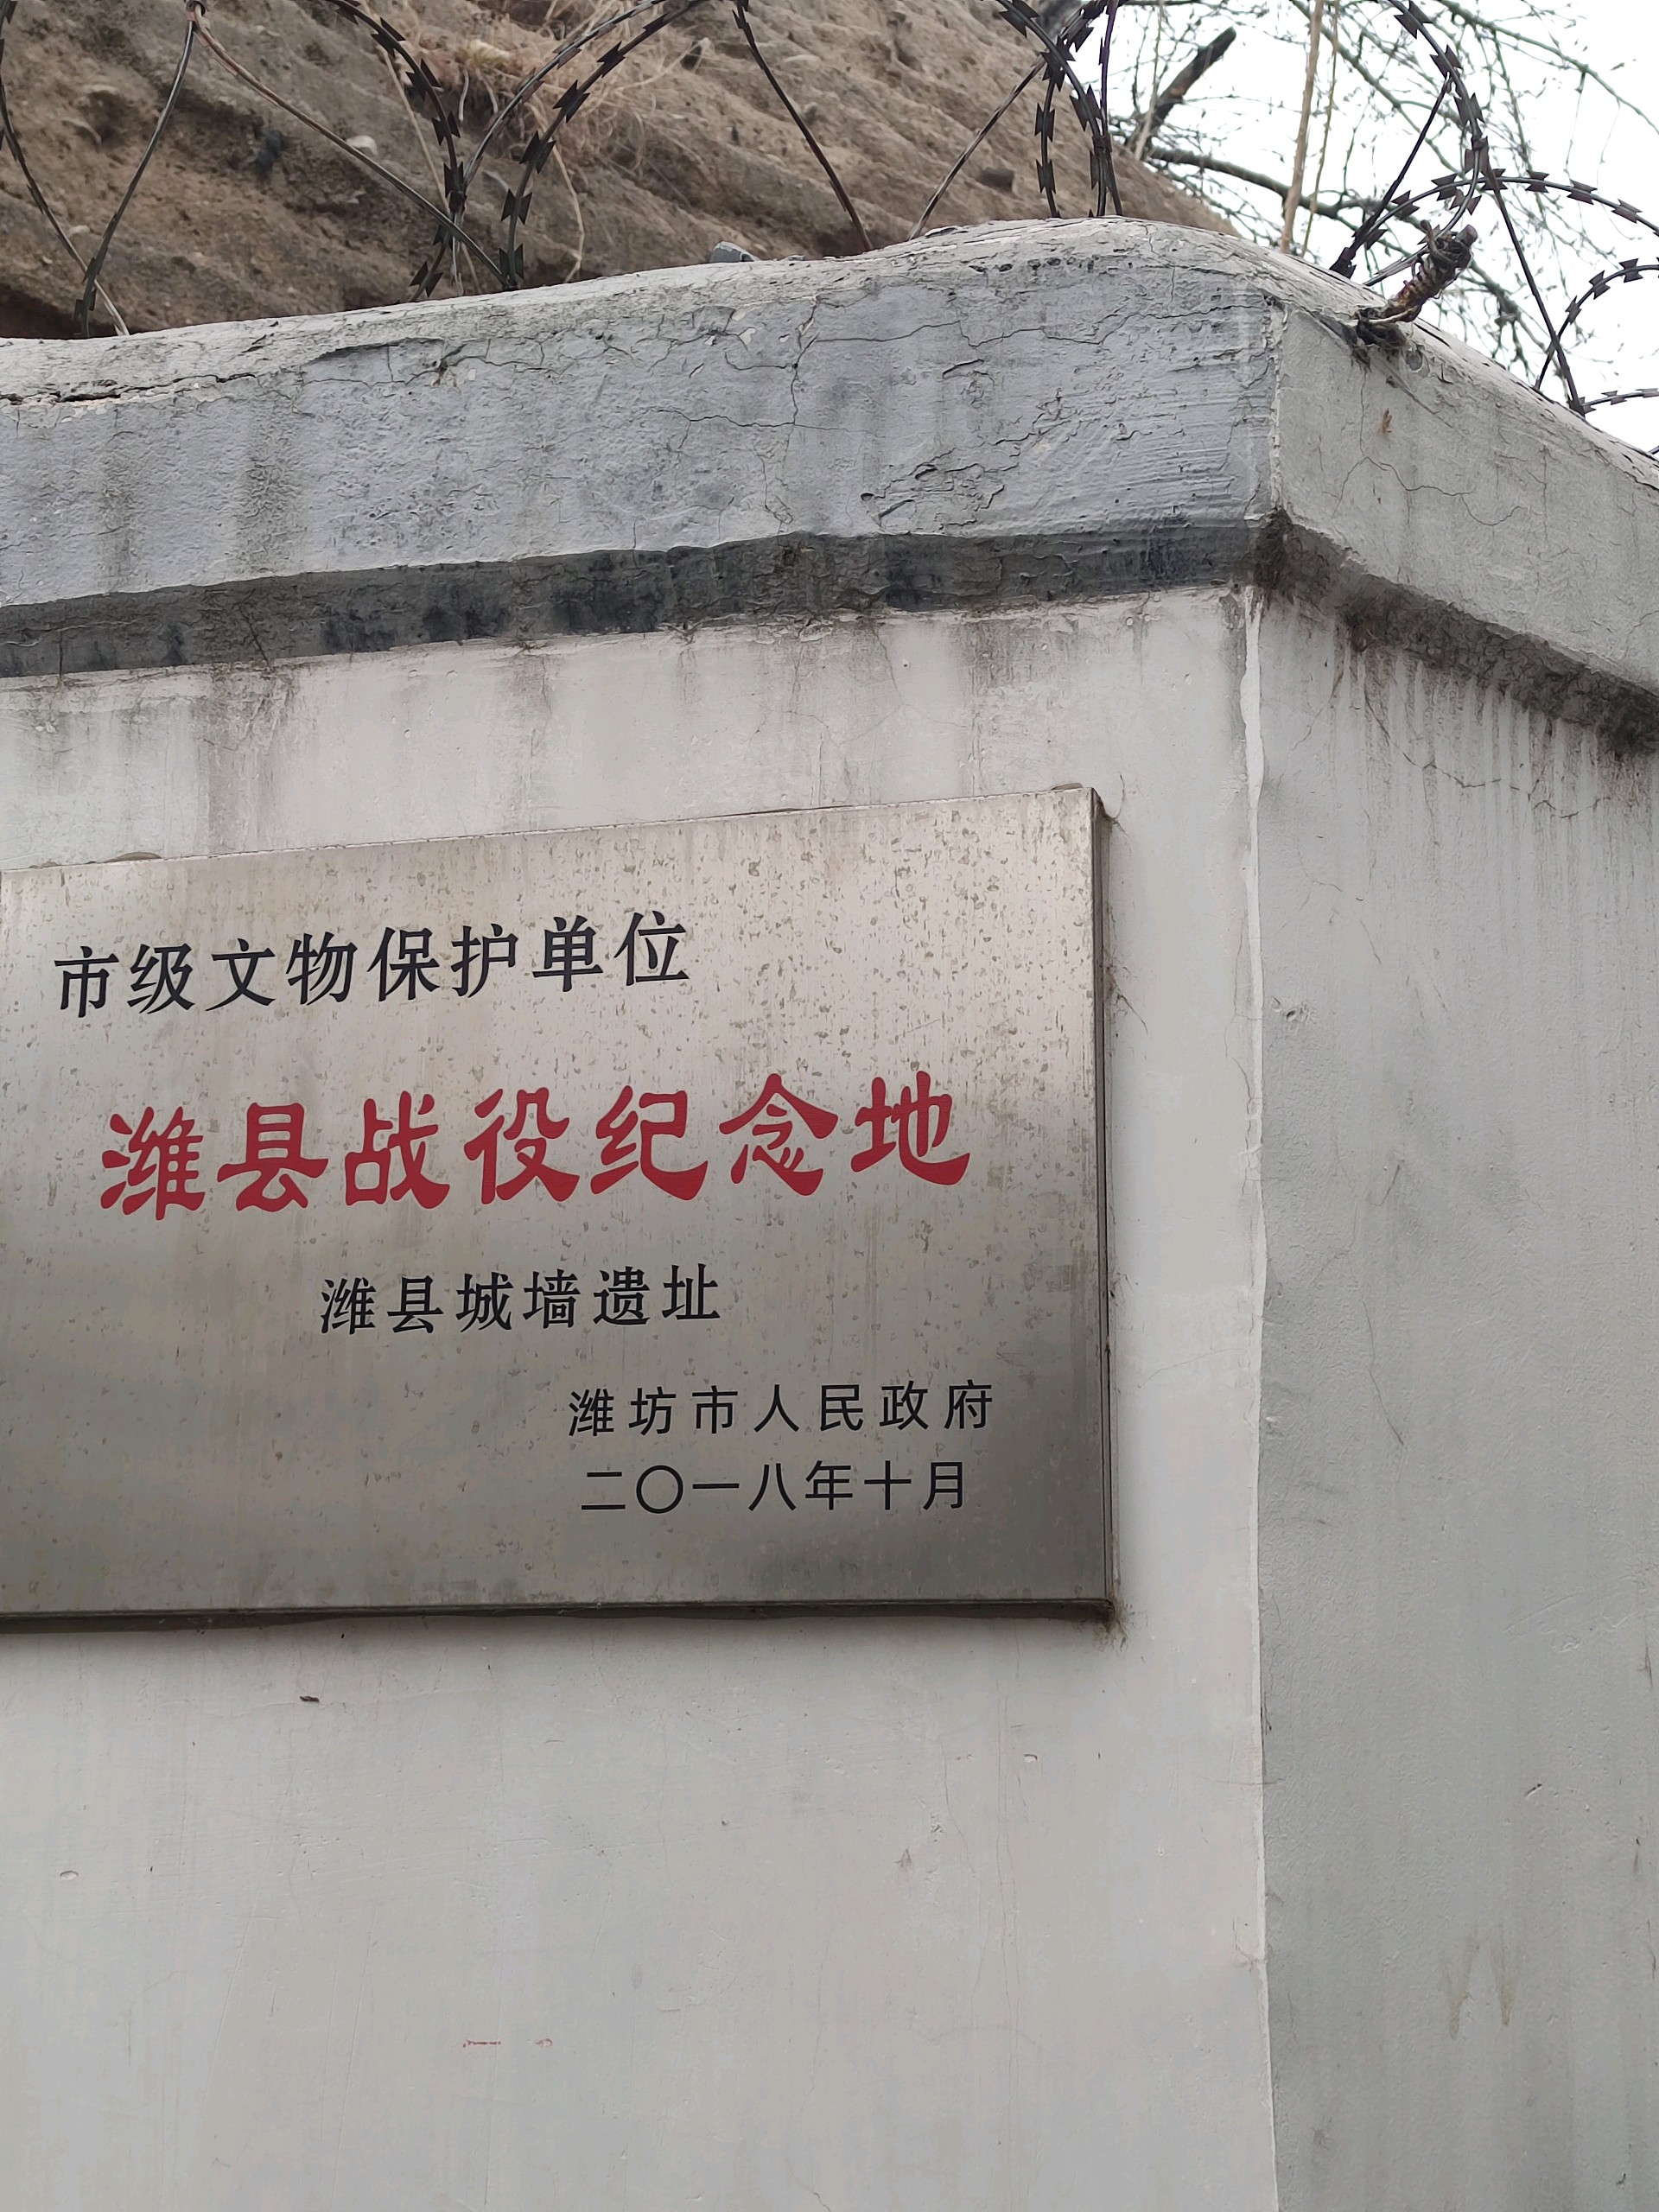 市级文物保护单位
潍县战役纪念地
潍县城墙遗址
潍坊市人民政府
二〇一八年十月